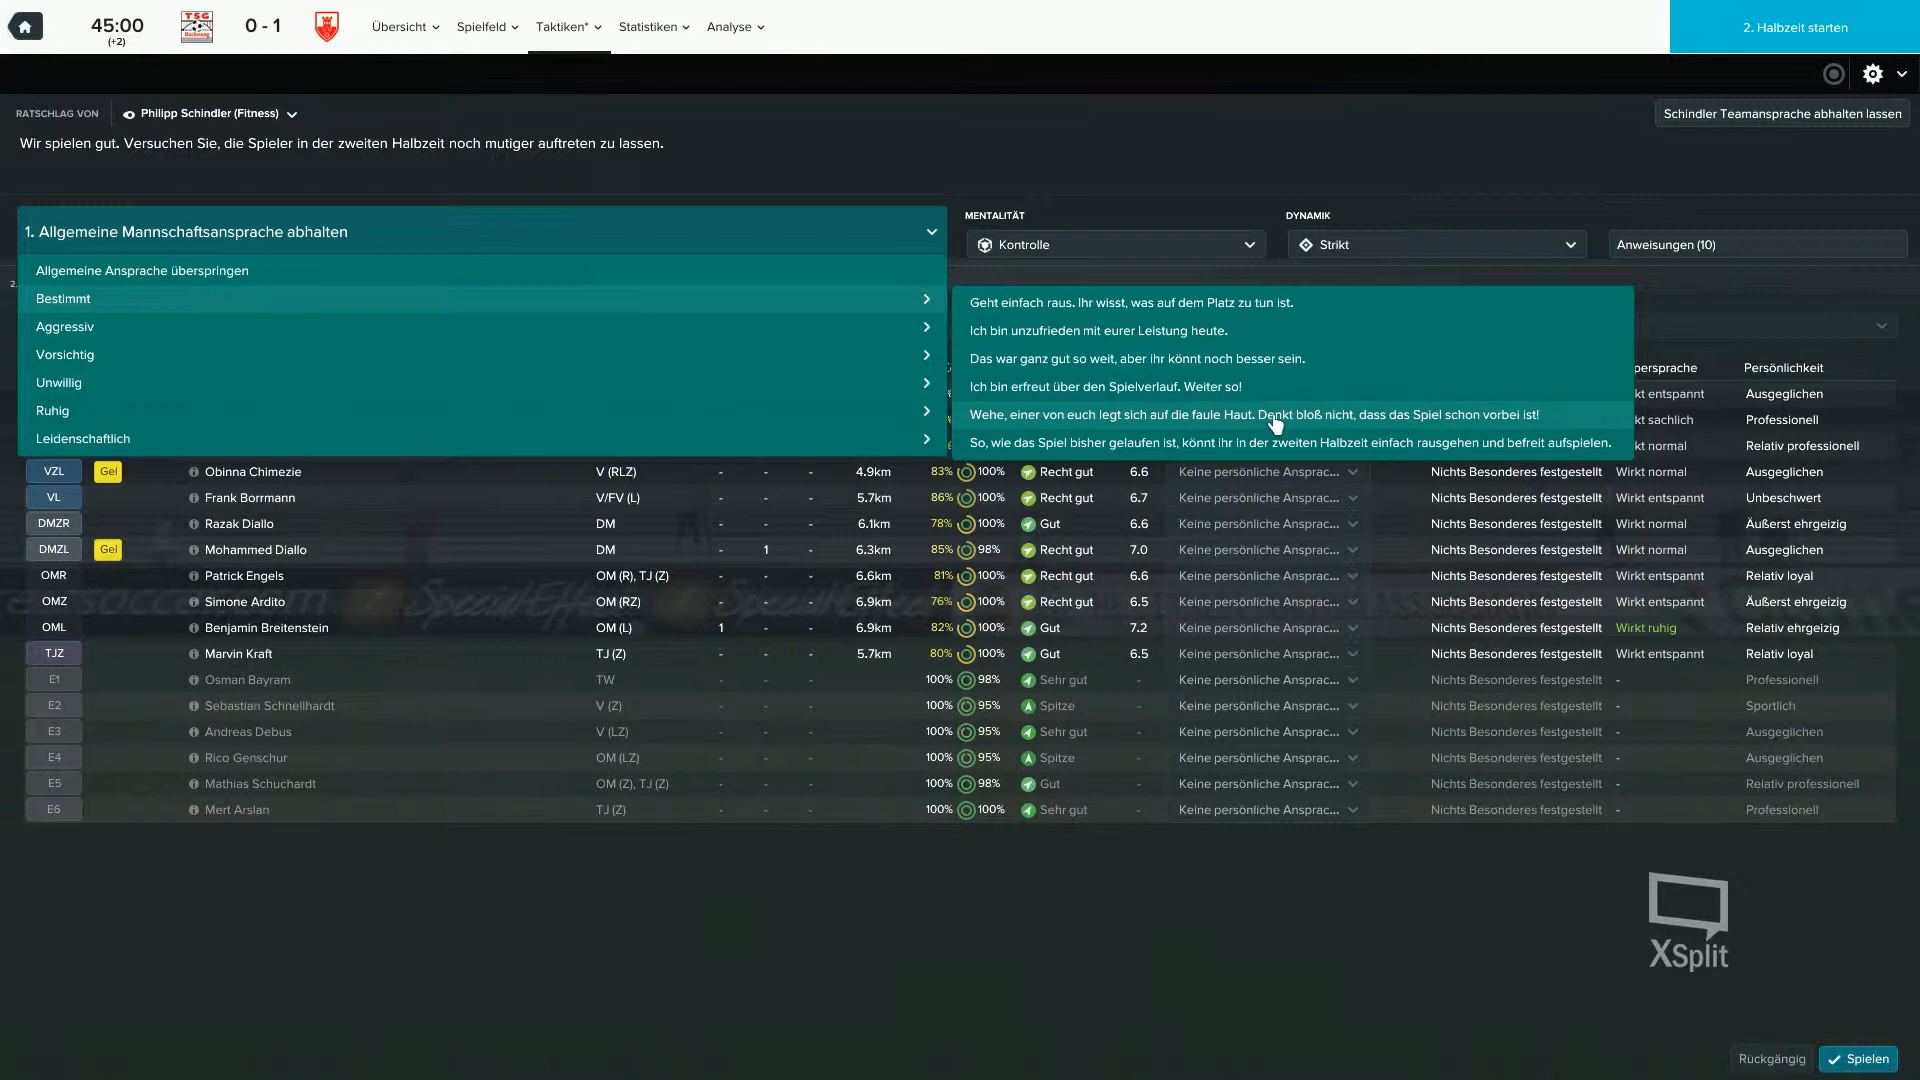 45:00
(+2)
TSG
0 - 1
Übersicht
Spielfeld
Taktiken*
Statistiken
Analyse
2. Halbzeit starten
RATSCHLAG VON
Philipp Schindler (Fitness)
Schindler Teamansprache abhalten lassen
Wir spielen gut. Versuchen Sie, die Spieler in der zweiten Halbzeit noch mutiger auftreten zu lassen.
1. Allgemeine Mannschaftsansprache abhalten
MENTALITÄT
DYNAMIK
Kontrolle
Strikt
Anweisungen (10)
Allgemeine Ansprache überspringen
2.
Bestimmt
Aggressiv
Vorsichtig
Unwillig
Ruhig
Leidenschaftlich
Geht einfach raus. Ihr wisst, was auf dem Platz zu tun ist.
Ich bin unzufrieden mit eurer Leistung heute.
Das war ganz gut so weit, aber ihr könnt noch besser sein.
Ich bin erfreut über den Spielverlauf. Weiter so!
Wehe, einer von euch legt sich auf die faule Haut. Denkt bloß nicht, dass das Spiel schon vorbei ist!
So, wie das Spiel bisher gelaufen ist, könnt ihr in der zweiten Halbzeit einfach rausgehen und befreit aufspielen.
persprache Persönlichkeit
kt entspannt Ausgeglichen
kt sachlich Professionell
kt normal Relativ professionell
VZL Gel Obinna Chimezie V (RLZ) - - - 4.9km 83% 100% Recht gut 6.6 Keine persönliche Ansprac... Nichts Besonderes festgestellt Wirkt normal Ausgeglichen
VL Frank Borrmann V/FV (L) - - - 5.7km 86% 100% Recht gut 6.7 Keine persönliche Ansprac... Nichts Besonderes festgestellt Wirkt entspannt Unbeschwert
DMZR Razak Diallo DM - - - 6.1km 78% 100% Gut 6.6 Keine persönliche Ansprac... Nichts Besonderes festgestellt Wirkt normal Äußerst ehrgeizig
DMZL Gel Mohammed Diallo DM - 1 - 6.3km 85% 98% Recht gut 7.0 Keine persönliche Ansprac... Nichts Besonderes festgestellt Wirkt normal Ausgeglichen
OMR Patrick Engels OM (R), TJ (Z) - - - 6.6km 81% 100% Recht gut 6.6 Keine persönliche Ansprac... Nichts Besonderes festgestellt Wirkt entspannt Relativ loyal
OMZ Simone Ardito OM (RZ) - - - 6.9km 76% 100% Recht gut 6.5 Keine persönliche Ansprac... Nichts Besonderes festgestellt Wirkt entspannt Äußerst ehrgeizig
OML Benjamin Breitenstein OM (L) 1 - - 6.9km 82% 100% Gut 7.2 Keine persönliche Ansprac... Nichts Besonderes festgestellt Wirkt ruhig Relativ ehrgeizig
TJZ Marvin Kraft TJ (Z) - - - 5.7km 80% 100% Gut 6.5 Keine persönliche Ansprac... Nichts Besonderes festgestellt Wirkt entspannt Relativ loyal
E1 Osman Bayram TW - - - 100% 98% Sehr gut - Keine persönliche Ansprac... Nichts Besonderes festgestellt - Professionell
E2 Sebastian Schnellhardt V (Z) - - - 100% 95% Spitze - Keine persönliche Ansprac... Nichts Besonderes festgestellt - Sportlich
E3 Andreas Debus V (LZ) - - - 100% 95% Sehr gut - Keine persönliche Ansprac... Nichts Besonderes festgestellt - Ausgeglichen
E4 Rico Genschur OM (LZ) - - - 100% 95% Spitze - Keine persönliche Ansprac... Nichts Besonderes festgestellt - Ausgeglichen
E5 Mathias Schuchardt OM (Z), TJ (Z) - - - 100% 98% Gut - Keine persönliche Ansprac... Nichts Besonderes festgestellt - Relativ professionell
E6 Mert Arslan TJ (Z) - - - 100% 100% Sehr gut - Keine persönliche Ansprac... Nichts Besonderes festgestellt - Professionell
XSplit
Rückgängig
Spielen